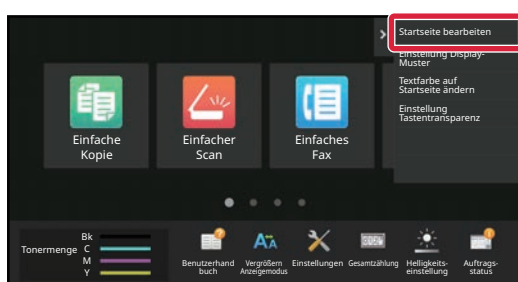 Startseite bearbeiten
Einstellung Display-
Muster
Textfarbe auf
Startseite ändern
Einstellung
Tastentransparenz
Einfache
Kopie
Einfacher
Scan
Einfaches
Fax
Tonermenge
Bk
C
M
Y
Benutzerhand
buch
Vergrößern
Anzeigemodus
Einstellungen
Gesamtzählung
Helligkeits-
einstellung
Auftrags-
status